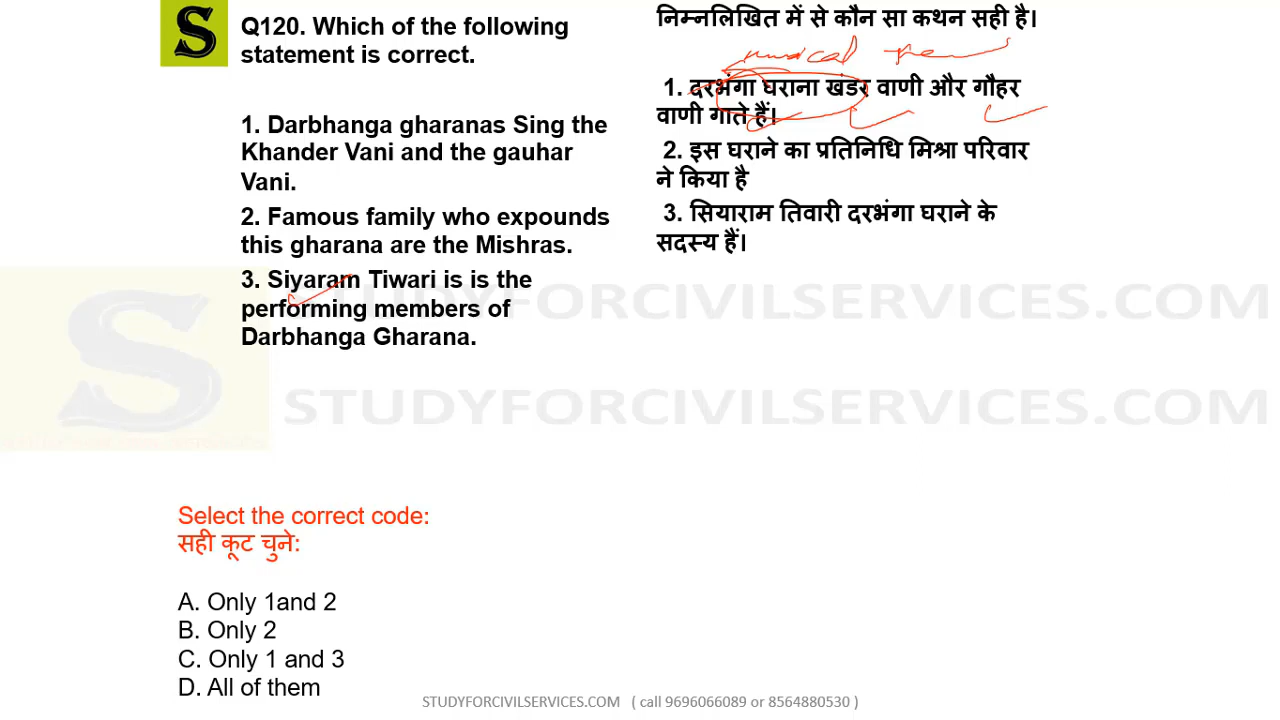 S
Q120. Which of the following
statement is correct.
1. Darbhanga gharanas Sing the
Khander Vani and the gauhar
Vani.
2. Famous family who expounds
this gharana are the Mishras.
3. Siyaram Tiwari is is the
performing members of
Darbhanga Gharana.
निम्नलिखित में से कौन सा कथन सही है।
musical
1. दरभंगा घराना खंडर वाणी और गौहर
वाणी गाते हैं।
2. इस घराने का प्रतिनिधि मिश्रा परिवार
ने किया है
3. सियाराम तिवारी दरभंगा घराने के
सदस्य हैं।
S
STUDYFORCIVILSERVICES.COM
STUDYFORCIVILSERVICES.COM
Select the correct code:
सही कूट चुने:
A. Only 1and 2
B. Only 2
C. Only 1 and 3
D. All of them
STUDYFORCIVILSERVICES.COM ( call 9696066089 or 8564880530 )